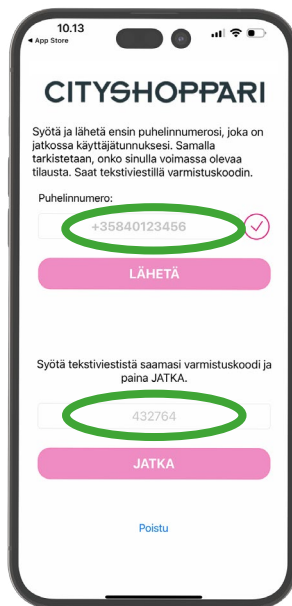 10.13
◀ App Store
CITYSHOPPARI
Syötä ja lähetä ensin puhelinnumerosi, joka on
jatkossa käyttäjätunnuksesi. Samalla
tarkistetaan, onko sinulla voimassa olevaa
tilausta. Saat tekstiviestillä varmistuskoodin.
Puhelinnumero:
+35840123456
LÄHETÄ
Syötä tekstiviestistä saamasi varmistuskoodi ja
paina JATKA.
432764
JATKA
Poistu